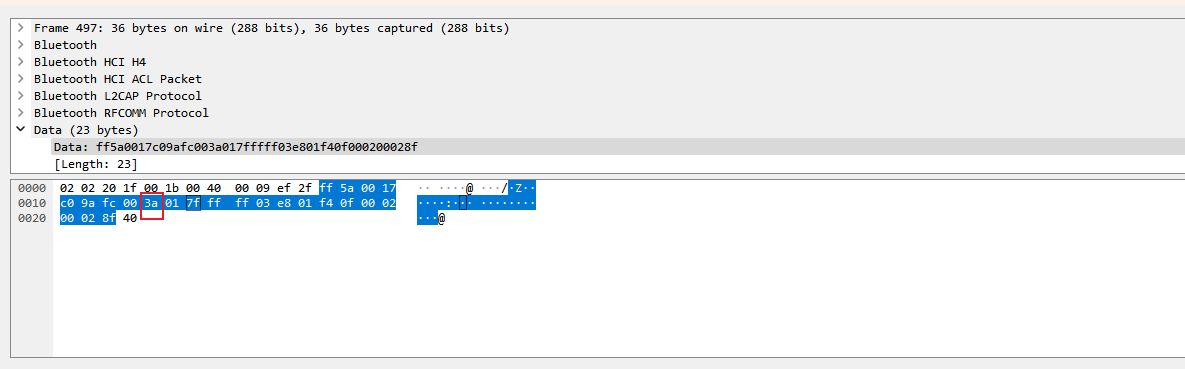 Frame 497: 36 bytes on wire (288 bits), 36 bytes captured (288 bits)
Bluetooth
Bluetooth HCI H4
Bluetooth HCI ACL Packet
Bluetooth L2CAP Protocol
Bluetooth RFCOMM Protocol
Data (23 bytes)
Data: ff5a0017c09afc003a017fffff03e801f40f000200028f
[Length: 23]
0000 02 02 20 1f 00 1b 00 40 00 09 ef 2f ff 5a 00 17 ·· ····@ ···/·Z··
0010 c0 9a fc 00 3a 01 7f ff ff 03 e8 01 f4 0f 00 02 ····:·· ········
0020 00 02 8f 40 ···@